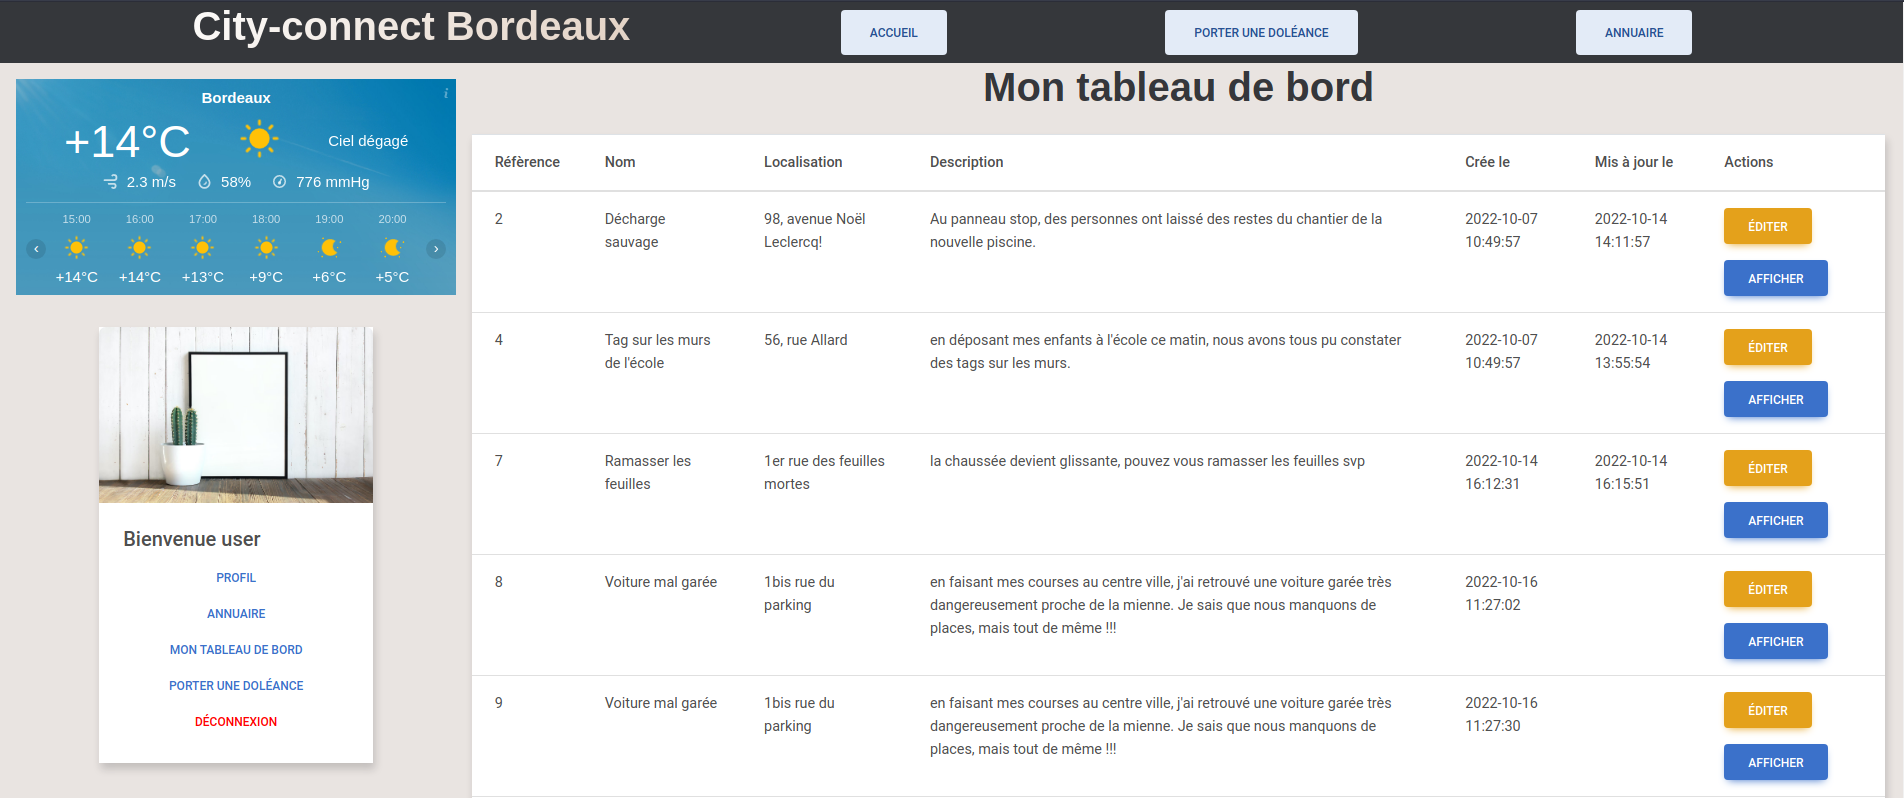 City-connect Bordeaux
ACCUEIL
PORTER UNE DOLÉANCE
ANNUAIRE
Bordeaux
i
+14°C
Ciel dégagé
2.3 m/s 58% 776 mmHg
15:00 16:00 17:00 18:00 19:00 20:00
‹ ›
+14°C +14°C +13°C +9°C +6°C +5°C
Bienvenue user
PROFIL
ANNUAIRE
MON TABLEAU DE BORD
PORTER UNE DOLÉANCE
DÉCONNEXION
Mon tableau de bord
Réfèrence Nom Localisation Description Crée le Mis à jour le Actions
2 Décharge 98, avenue Noël Au panneau stop, des personnes ont laissé des restes du chantier de la 2022-10-07 2022-10-14 ÉDITER
sauvage Leclercq! nouvelle piscine. 10:49:57 14:11:57
AFFICHER
4 Tag sur les murs 56, rue Allard en déposant mes enfants à l'école ce matin, nous avons tous pu constater 2022-10-07 2022-10-14 ÉDITER
de l'école des tags sur les murs. 10:49:57 13:55:54
AFFICHER
7 Ramasser les 1er rue des feuilles la chaussée devient glissante, pouvez vous ramasser les feuilles svp 2022-10-14 2022-10-14 ÉDITER
feuilles mortes 16:12:31 16:15:51
AFFICHER
8 Voiture mal garée 1bis rue du en faisant mes courses au centre ville, j'ai retrouvé une voiture garée très 2022-10-16 ÉDITER
parking dangereusement proche de la mienne. Je sais que nous manquons de 11:27:02
places, mais tout de même !!! AFFICHER
9 Voiture mal garée 1bis rue du en faisant mes courses au centre ville, j'ai retrouvé une voiture garée très 2022-10-16 ÉDITER
parking dangereusement proche de la mienne. Je sais que nous manquons de 11:27:30
places, mais tout de même !!! AFFICHER